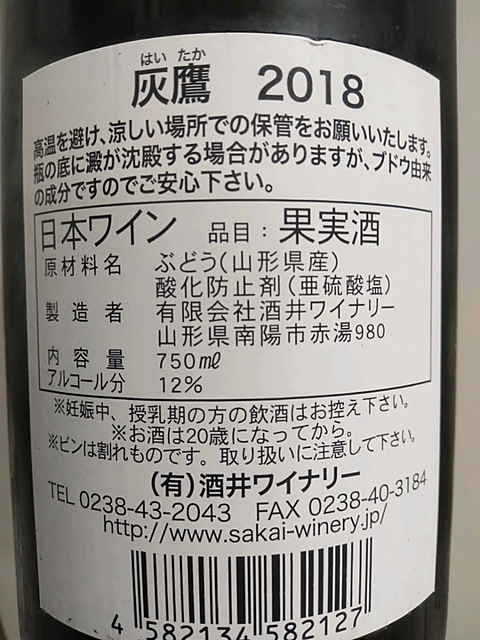 はい たか
灰鷹 2018
高温を避け、涼しい場所での保管をお願いいたします。
瓶の底に澱が沈殿する場合がありますが、ブドウ由来
の成分ですのでご安心下さい。
日本ワイン 品目：果実酒
原材料名 ぶどう（山形県産）
酸化防止剤（亜硫酸塩）
製造者 有限会社酒井ワイナリー
山形県南陽市赤湯980
内容量 750㎖
アルコール分 12%
※妊娠中、授乳期の方の飲酒はお控え下さい。
※お酒は20歳になってから。
※ビンは割れものです。取り扱いに注意して下さい。
（有）酒井ワイナリー
TEL 0238-43-2043 FAX 0238-40-3184
http://www.sakai-winery.jp/
4 582134 582127